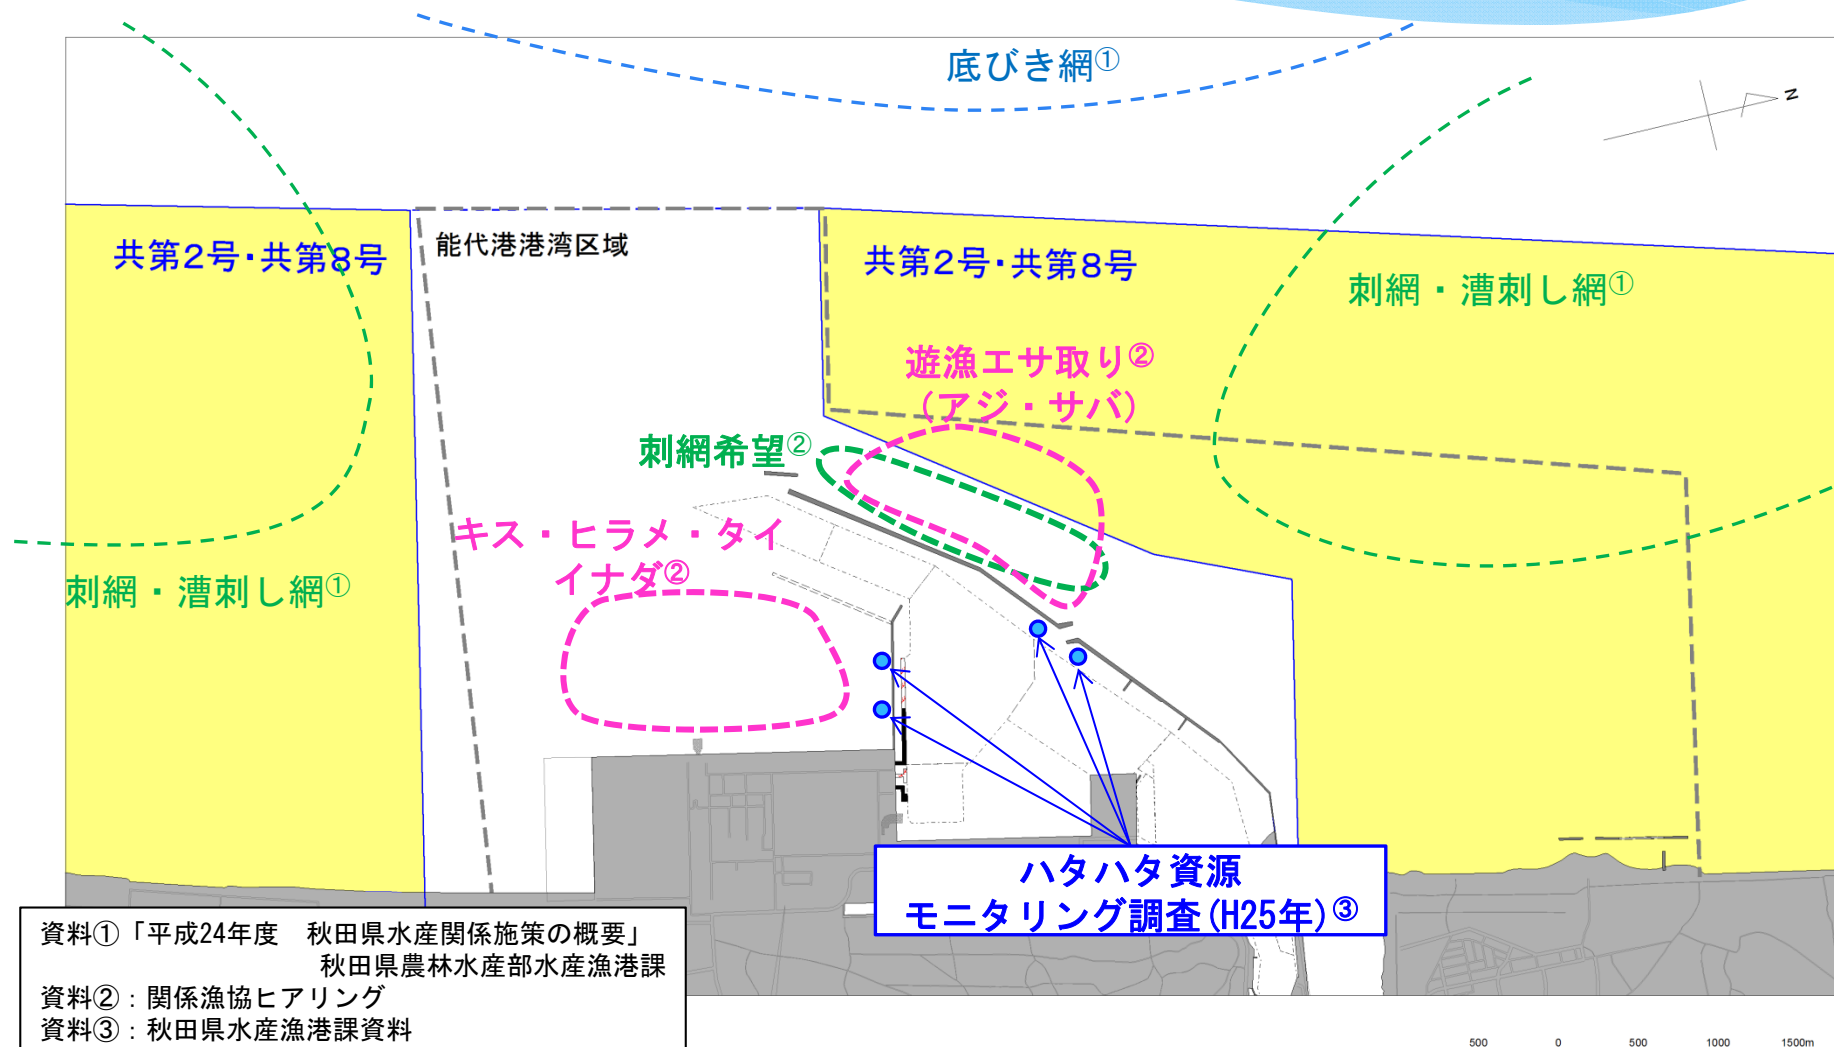 底びき網①
N
共第2号・共第8号
能代港港湾区域
共第2号・共第8号
刺網・漕刺し網①
遊漁エサ取り②
(アジ・サバ)
刺網希望②
キス・ヒラメ・タイ
イナダ②
刺網・漕刺し網①
ハタハタ資源
モニタリング調査(H25年)③
資料①「平成24年度 秋田県水産関係施策の概要」
秋田県農林水産部水産漁港課
資料②:関係漁協ヒアリング
資料③:秋田県水産漁港課資料
500 0 500 1000 1500m